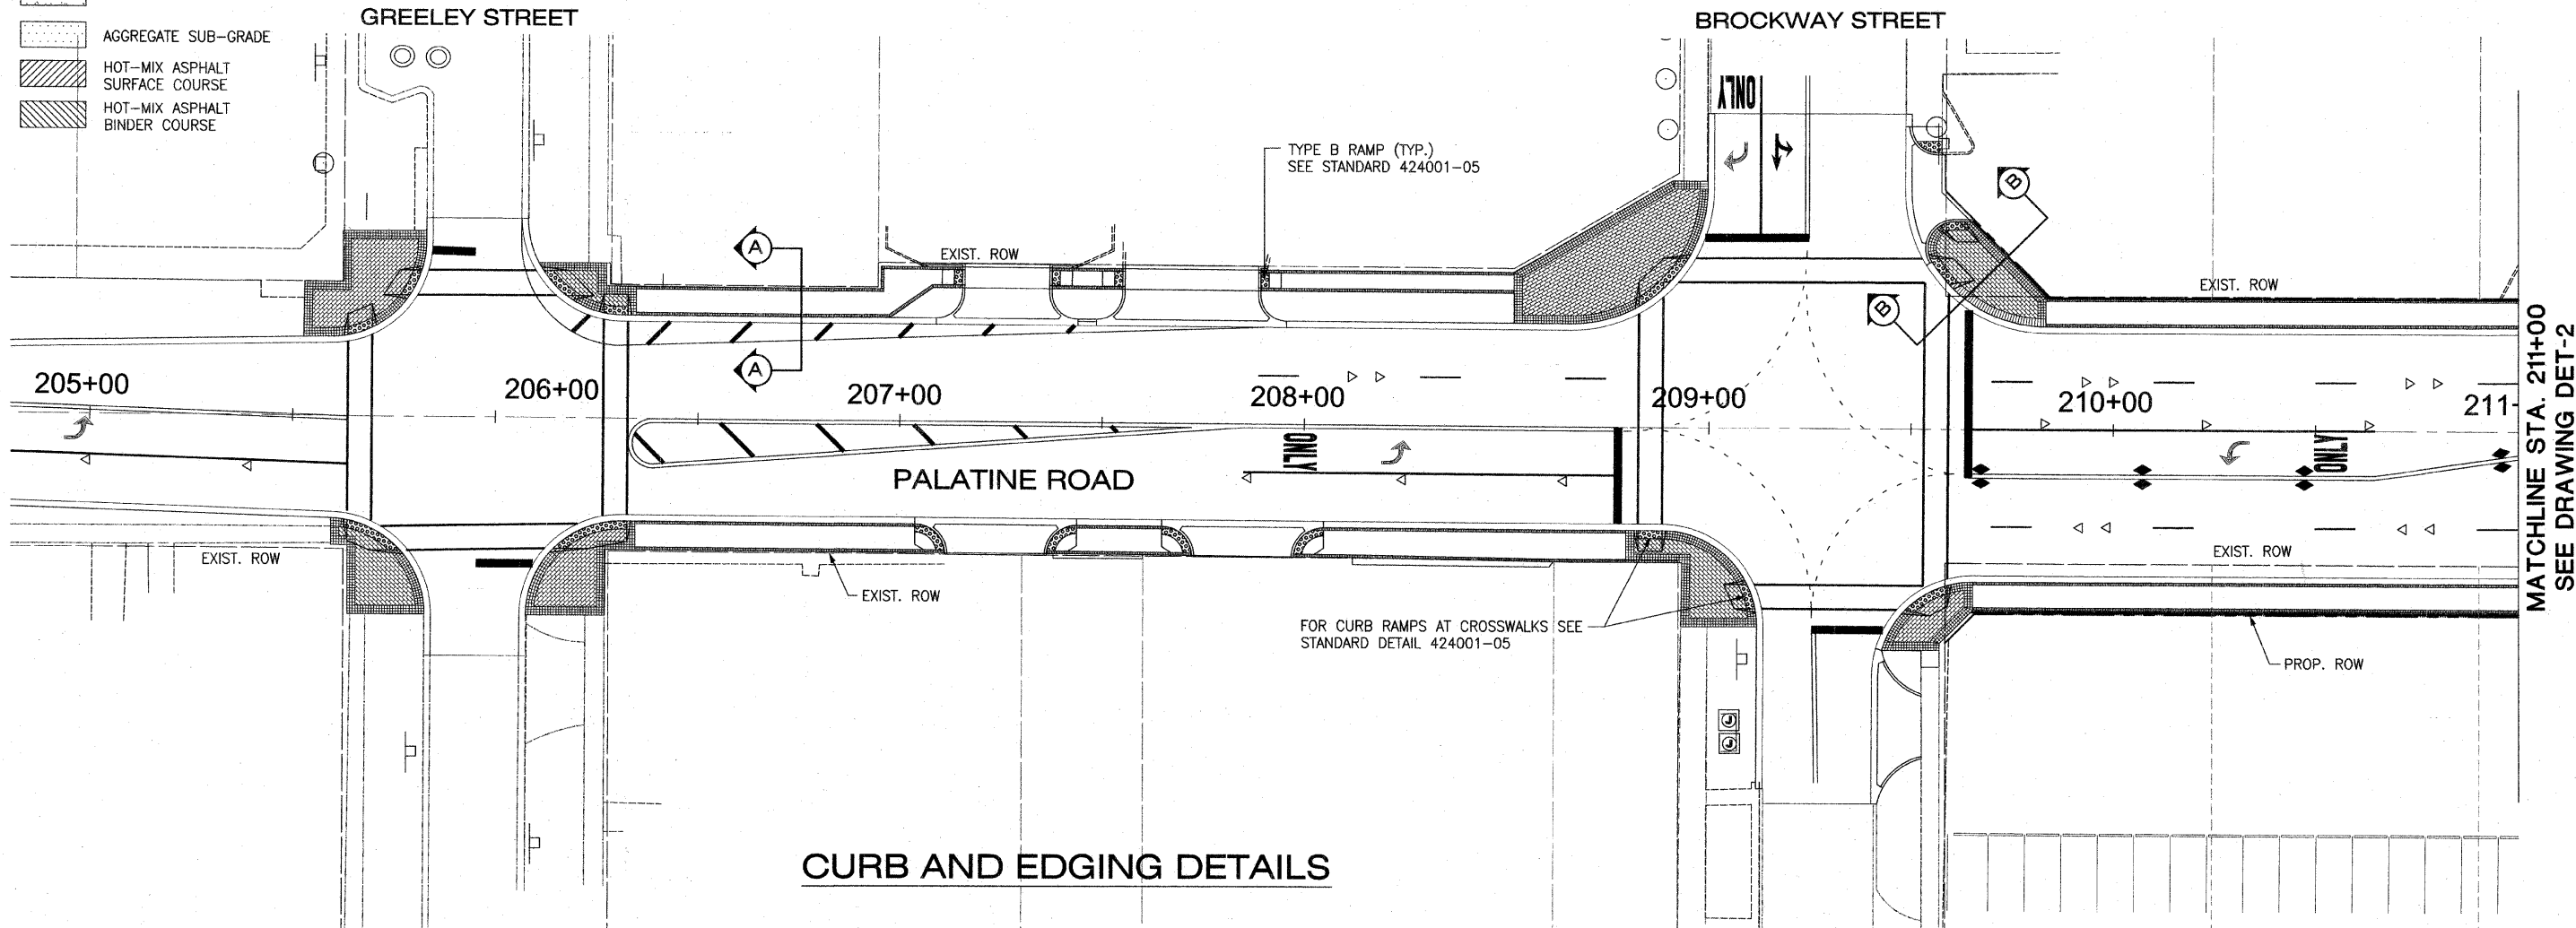 GREELEY STREET
BROCKWAY STREET
AGGREGATE SUB-GRADE
HOT-MIX ASPHALT
SURFACE COURSE
HOT-MIX ASPHALT
BINDER COURSE
ONLY
TYPE B RAMP (TYP.)
SEE STANDARD 424001-05
B
A
EXIST. ROW
EXIST. ROW
B
A
205+00
206+00
207+00
208+00
209+00
210+00
211
MATCHLINE STA. 211+00
SEE DRAWING DET-2
ONLY
ONLY
PALATINE ROAD
EXIST. ROW
EXIST. ROW
EXIST. ROW
FOR CURB RAMPS AT CROSSWALKS SEE
STANDARD DETAIL 424001-05
PROP. ROW
CURB AND EDGING DETAILS